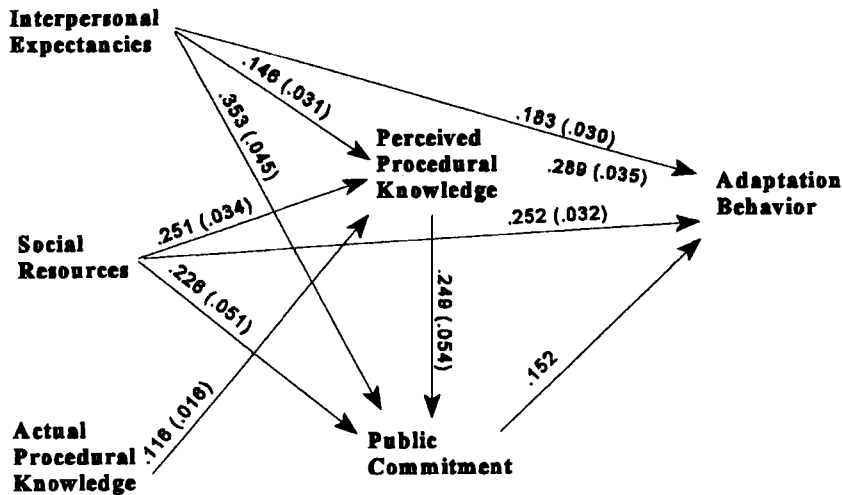 Interpersonal
Expectancies
.146 (.031)
.353 (.045)
.183 (.030)
Perceived
Procedural
Knowledge
.289 (.035)
Adaptation
Behavior
.251 (.034)
.252 (.032)
Social
Resources
.226 (.051)
.249 (.054)
.152
.116 (.016)
Actual
Procedural
Knowledge
Public
Commitment